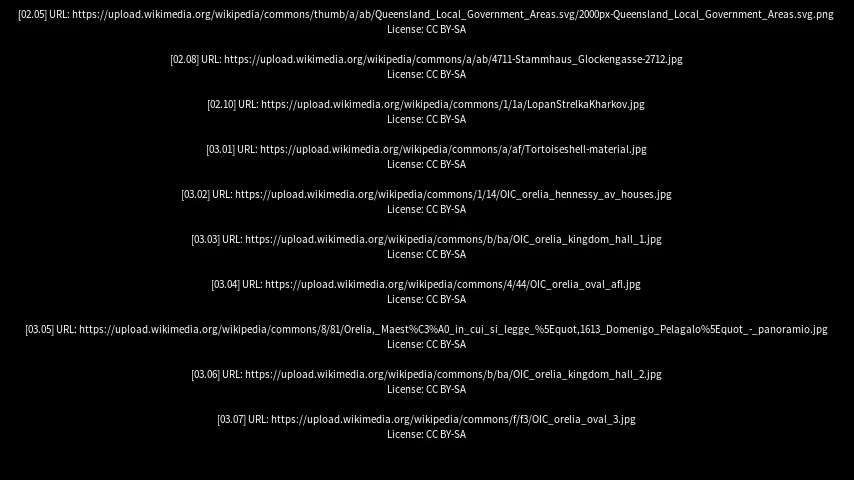 [02.05] URL: https://upload.wikimedia.org/wikipedia/commons/thumb/a/ab/Queensland_Local_Government_Areas.svg/2000px-Queensland_Local_Government_Areas.svg.png
License: CC BY-SA
[02.08] URL: https://upload.wikimedia.org/wikipedia/commons/a/ab/4711-Stammhaus_Glockengasse-2712.jpg
License: CC BY-SA
[02.10] URL: https://upload.wikimedia.org/wikipedia/commons/1/1a/LopanStrelkaKharkov.jpg
License: CC BY-SA
[03.01] URL: https://upload.wikimedia.org/wikipedia/commons/a/af/Tortoiseshell-material.jpg
License: CC BY-SA
[03.02] URL: https://upload.wikimedia.org/wikipedia/commons/1/14/OIC_orelia_hennessy_av_houses.jpg
License: CC BY-SA
[03.03] URL: https://upload.wikimedia.org/wikipedia/commons/b/ba/OIC_orelia_kingdom_hall_1.jpg
License: CC BY-SA
[03.04] URL: https://upload.wikimedia.org/wikipedia/commons/4/44/OIC_orelia_oval_afl.jpg
License: CC BY-SA
[03.05] URL: https://upload.wikimedia.org/wikipedia/commons/8/81/Orelia,_Maest%C3%A0_in_cui_si_legge_%5Equot,1613_Domenigo_Pelagalo%5Equot_-_panoramio.jpg
License: CC BY-SA
[03.06] URL: https://upload.wikimedia.org/wikipedia/commons/b/ba/OIC_orelia_kingdom_hall_2.jpg
License: CC BY-SA
[03.07] URL: https://upload.wikimedia.org/wikipedia/commons/f/f3/OIC_orelia_oval_3.jpg
License: CC BY-SA